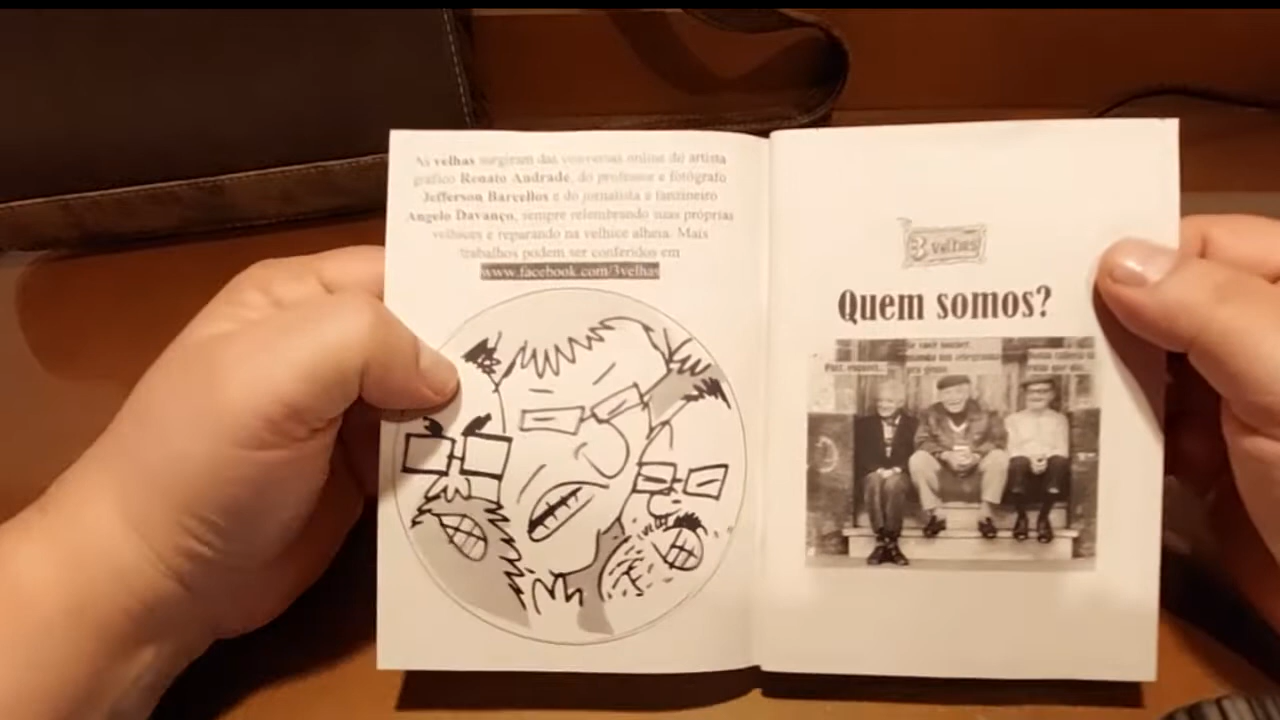 As velhas surgiram das conversas online do artista
gráfico Renato Andrade, do professor e fotógrafo
Jefferson Barcellos e do jornalista e fanzineiro
Angelo Davanço, sempre relembrando suas próprias
velhices e reparando na velhice alheia. Mais
trabalhos podem ser conferidos em
www.facebook.com/3velhas
3 velhas
Quem somos?